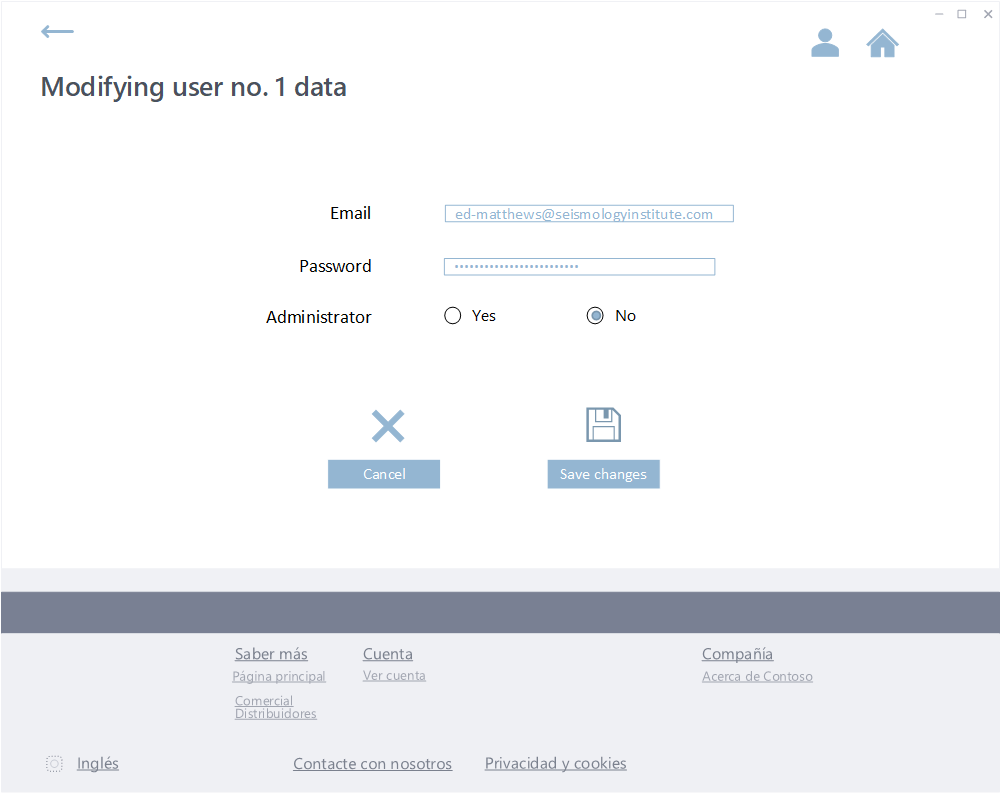 Modifying user no. 1 data
Email ed-matthews@seismologyinstitute.com
Password ••••••••••••••••••••••••
Administrator Yes No
Cancel Save changes
Saber más Cuenta Compañía
Página principal Ver cuenta Acerca de Contoso
Comercial
Distribuidores
Inglés Contacte con nosotros Privacidad y cookies